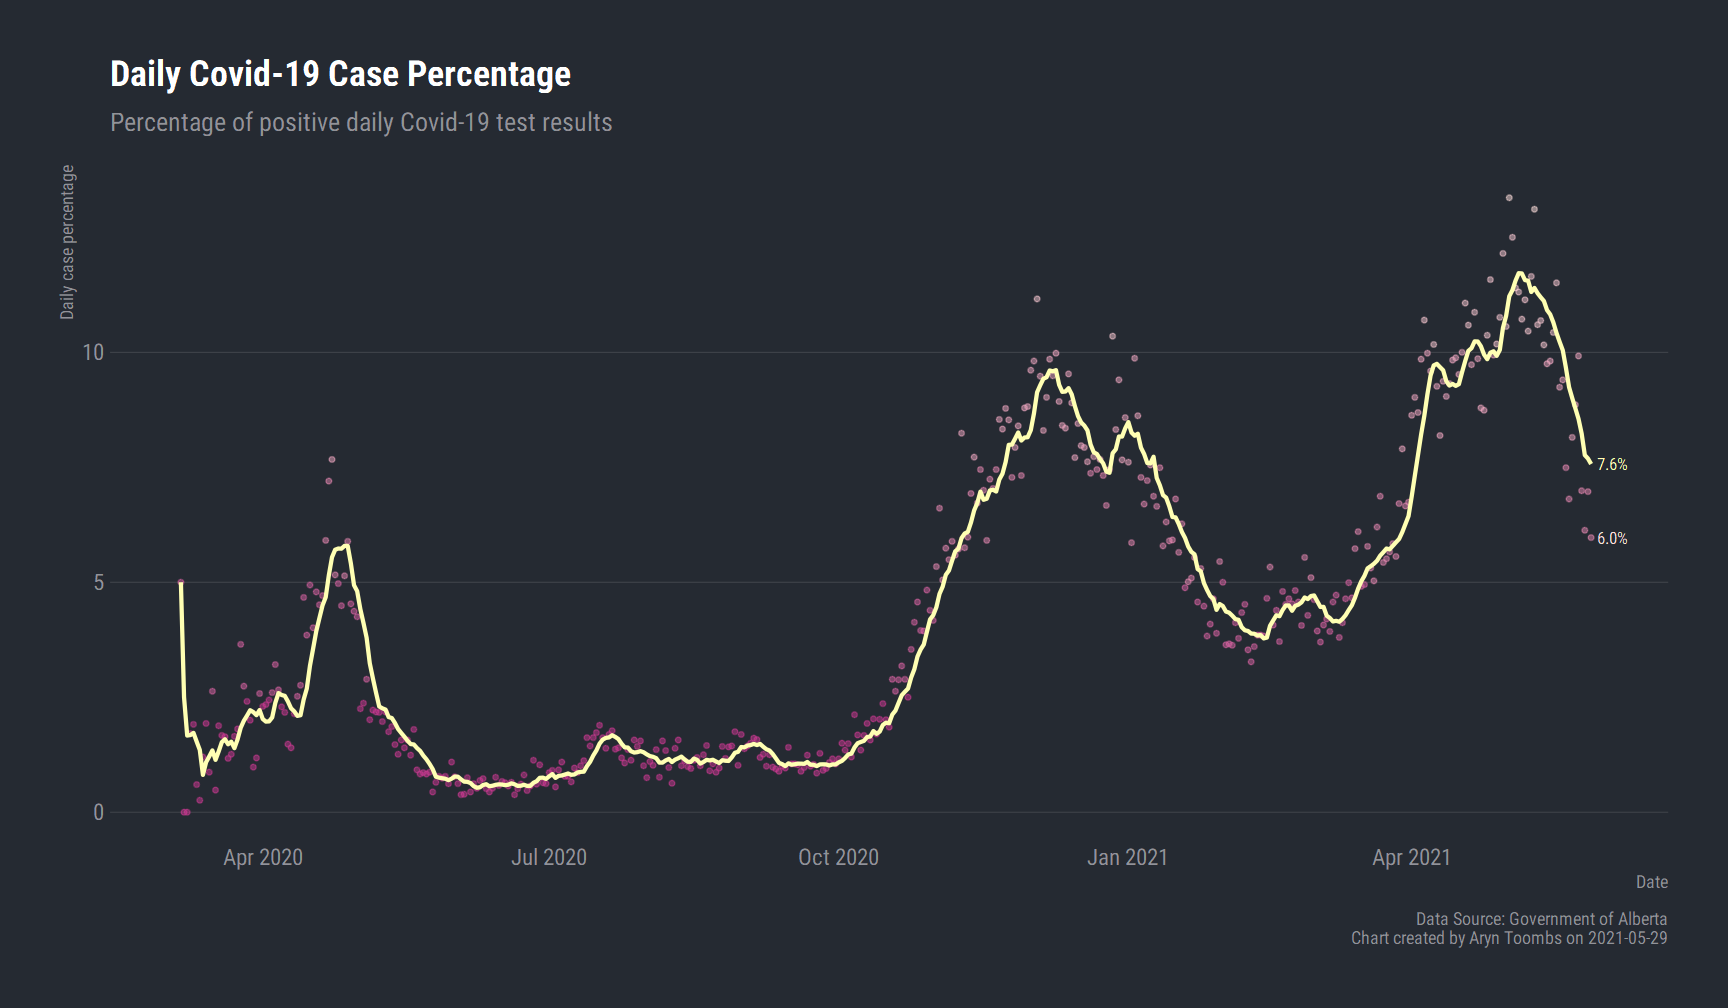 Daily Covid-19 Case Percentage
Percentage of positive daily Covid-19 test results
Daily case percentage
10
5
0
7.6%
6.0%
Apr 2020
Jul 2020
Oct 2020
Jan 2021
Apr 2021
Date
Data Source: Government of Alberta
Chart created by Aryn Toombs on 2021-05-29